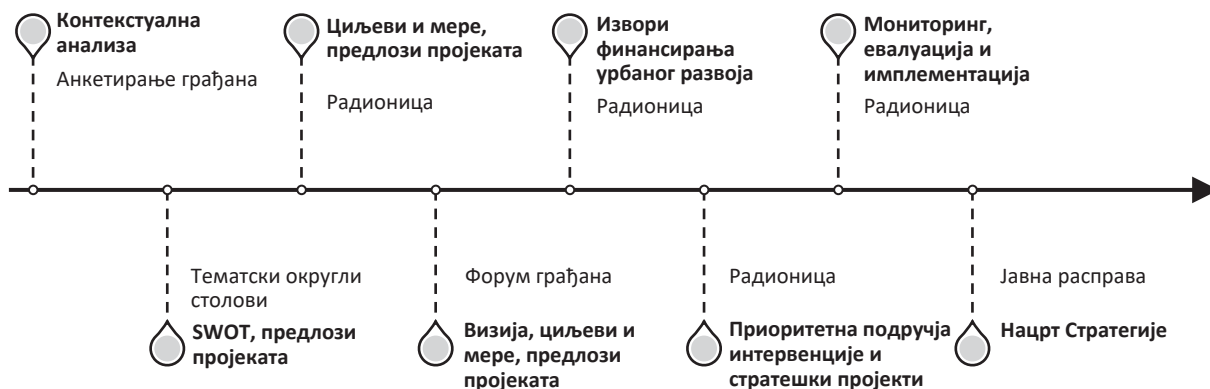 Контекстуална
анализа
Анкетирање грађана
Циљеви и мере,
предлози пројеката
Радионица
Извори
финансирања
урбаног развоја
Радионица
Мониторинг,
евалуација и
имплементација
Радионица
Тематски округли
столови
SWOT, предлози
пројеката
Форум грађана
Визија, циљеви и
мере, предлози
пројеката
Радионица
Приоритетна подручја
интервенције и
стратешки пројекти
Јавна расправа
Нацрт Стратегије